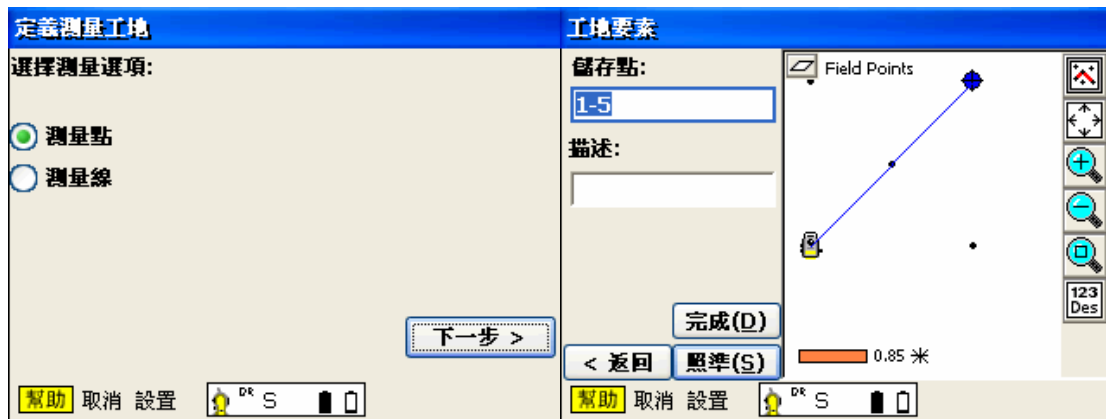 定義測量工地
選擇測量選項:
測量點
測量線
下一步 >
幫助 取消 設置 DR S
工地要素
儲存點:
1-5
描述:
Field Points
123
Des
完成(D)
< 返回 照準(S)
0.85 米
幫助 取消 設置 DR S